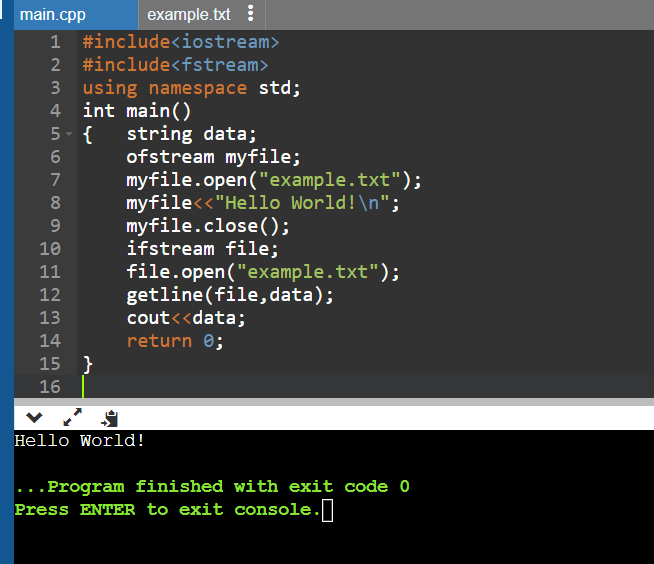 main.cpp example.txt
1 #include<iostream>
2 #include<fstream>
3 using namespace std;
4 int main()
5 { string data;
6 ofstream myfile;
7 myfile.open("example.txt");
8 myfile<<"Hello World!\n";
9 myfile.close();
10 ifstream file;
11 file.open("example.txt");
12 getline(file,data);
13 cout<<data;
14 return 0;
15 }
16
Hello World!
...Program finished with exit code 0
Press ENTER to exit console.